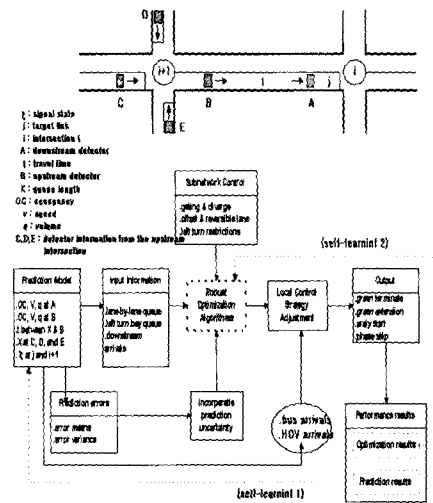 D
i+1
i
C
B
i
A
j
E
ξ : signal state
j : target link
i : intersection i
A : downstream detector
t : travel time
B : upstream detector
X : queue length
OC : occupancy
v : speed
q : volume
C,D,E : detector information from the upstream
intersection
Subnetwork Control
.gating & diverge
.offset & reversible lane
.left turn restrictions
(self-learnint 2)
Prediction Model
.OC, V, q at A
.OC, V, q at B
.t between X & B
.X at C, D, and E
.ξ at j and i+1
Input Information
.lane-by-lane queue
.left turn bay queue
.downstream
arrivals
Robust
Optimization
Algorithms
Local Control
Strategy
Adjustment
Output
.green terminate
.green extension
.early start
.phase skip
Prediction errors
.error means
.error variance
Incorporate
prediction
uncertainty
.bus arrivals
.HOV arrivals
Performance results
Optimization results
Prediction results
(self-learnint 1)